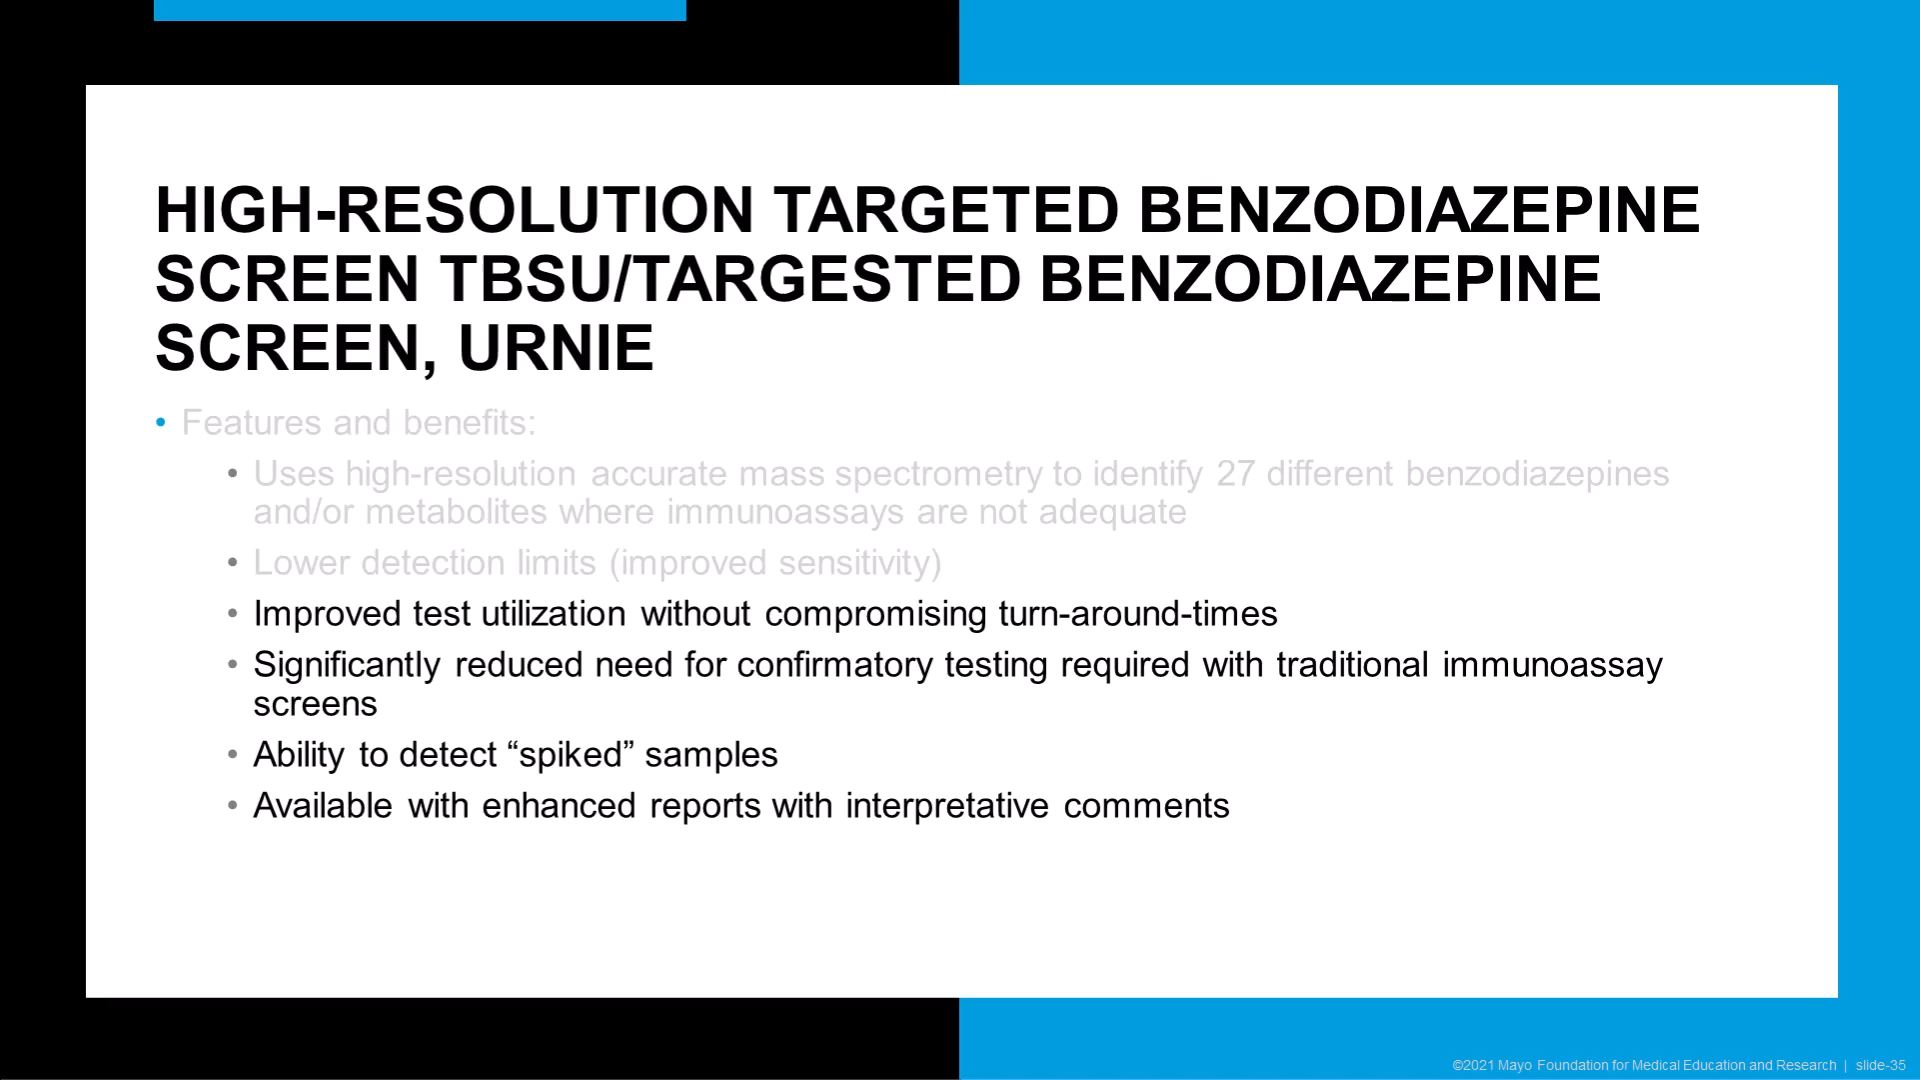 HIGH-RESOLUTION TARGETED BENZODIAZEPINE
SCREEN TBSU/TARGESTED BENZODIAZEPINE
SCREEN, URNIE
• Features and benefits:
• Uses high-resolution accurate mass spectrometry to identify 27 different benzodiazepines
and/or metabolites where immunoassays are not adequate
• Lower detection limits (improved sensitivity)
• Improved test utilization without compromising turn-around-times
• Significantly reduced need for confirmatory testing required with traditional immunoassay
screens
• Ability to detect “spiked” samples
• Available with enhanced reports with interpretative comments
©2021 Mayo Foundation for Medical Education and Research | slide-35